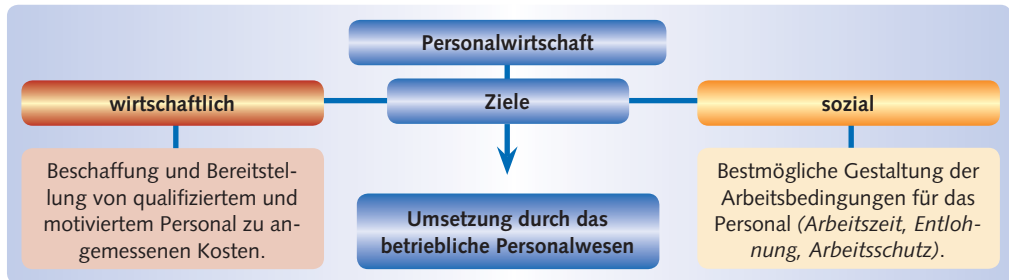 Personalwirtschaft
wirtschaftlich
Ziele
sozial
Beschaffung und Bereitstel-
lung von qualifiziertem und
motiviertem Personal zu an-
gemessenen Kosten.
Umsetzung durch das
betriebliche Personalwesen
Bestmögliche Gestaltung der
Arbeitsbedingungen für das
Personal (Arbeitszeit, Entloh-
nung, Arbeitsschutz).